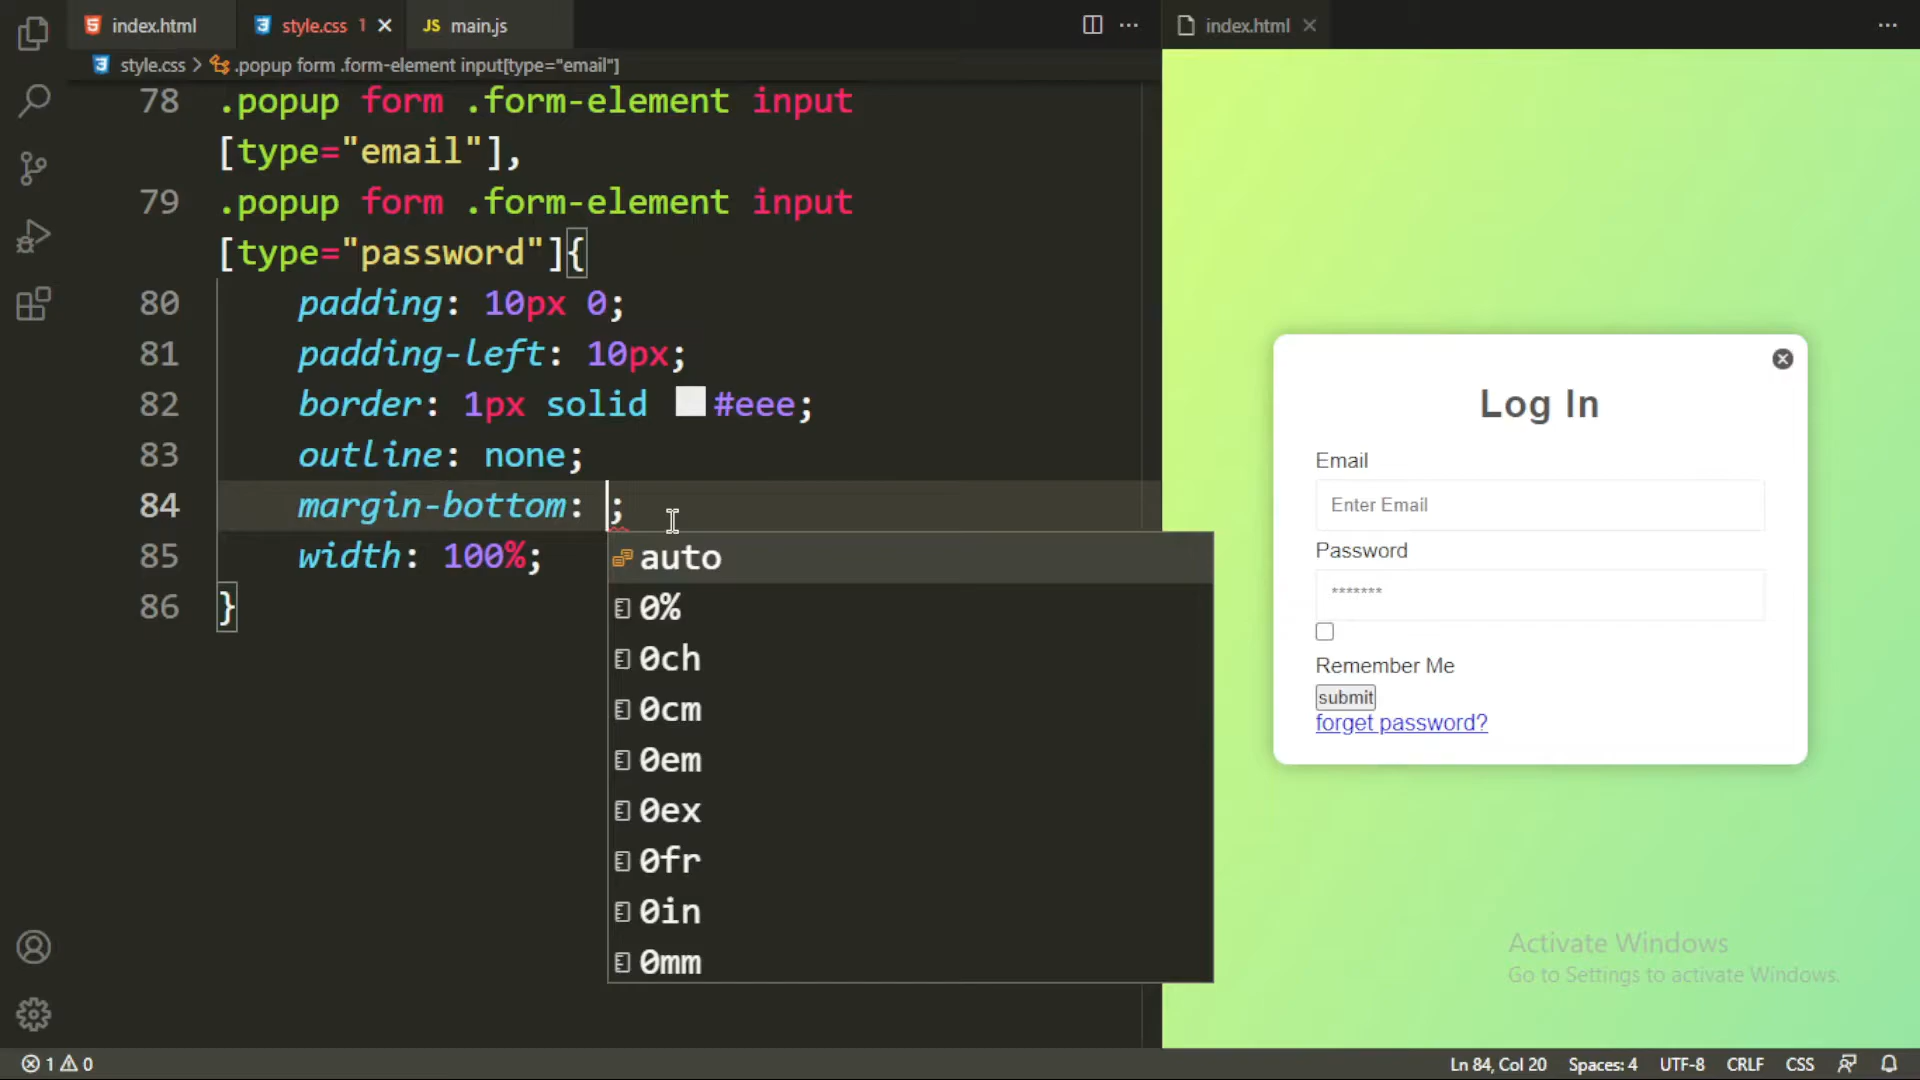 index.html
style.css 1
JS main.js
index.html
style.css > .popup form .form-element input[type="email"]
78 .popup form .form-element input
[type="email"],
79 .popup form .form-element input
[type="password"]{
80 padding: 10px 0;
81 padding-left: 10px;
82 border: 1px solid #eee;
83 outline: none;
84 margin-bottom: ;
85 width: 100%;
86 }
auto
0%
0ch
0cm
0em
0ex
0fr
0in
0mm
Log In
Email
Enter Email
Password
*******
Remember Me
submit
forget password?
Activate Windows
Go to Settings to activate Windows.
1 0
Ln 84, Col 20 Spaces: 4 UTF-8 CRLF CSS